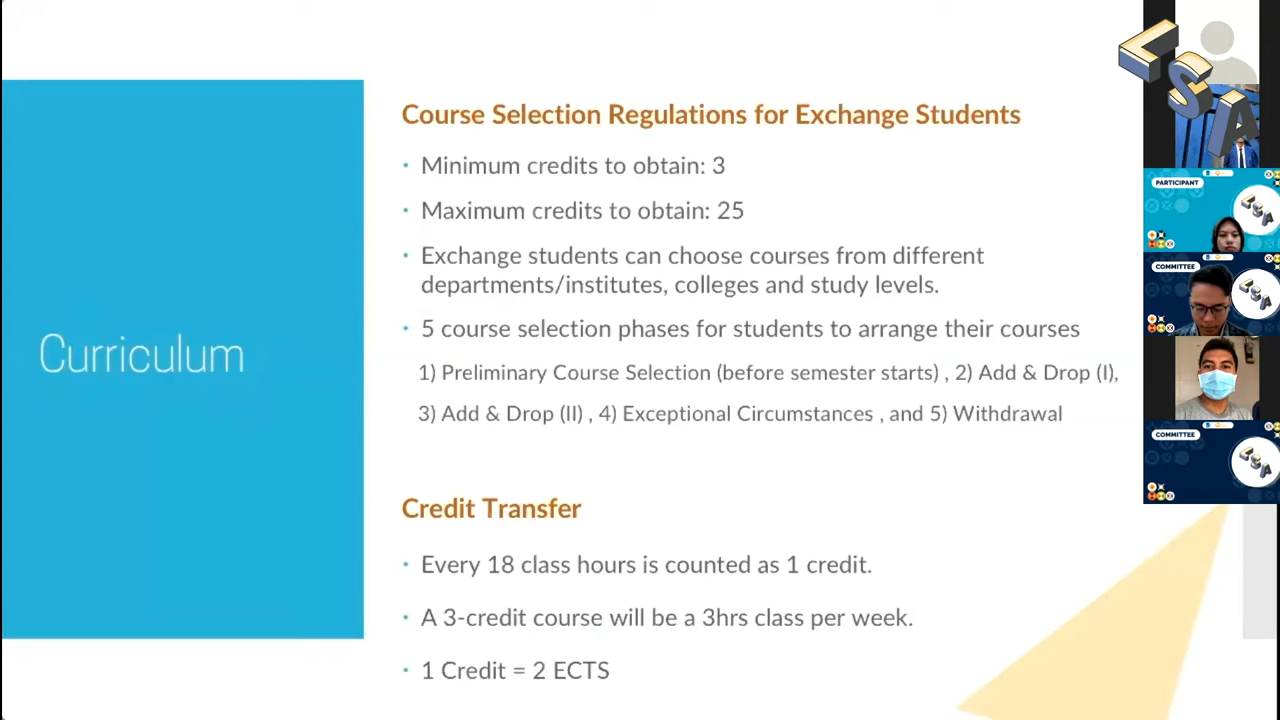 Curriculum
Course Selection Regulations for Exchange Students
• Minimum credits to obtain: 3
• Maximum credits to obtain: 25
• Exchange students can choose courses from different
departments/institutes, colleges and study levels.
• 5 course selection phases for students to arrange their courses
1) Preliminary Course Selection (before semester starts) , 2) Add & Drop (I),
3) Add & Drop (II) , 4) Exceptional Circumstances , and 5) Withdrawal
Credit Transfer
• Every 18 class hours is counted as 1 credit.
• A 3-credit course will be a 3hrs class per week.
• 1 Credit = 2 ECTS
LSA
PARTICIPANT
LSA
COMMITTEE
LSA
COMMITTEE
LSA